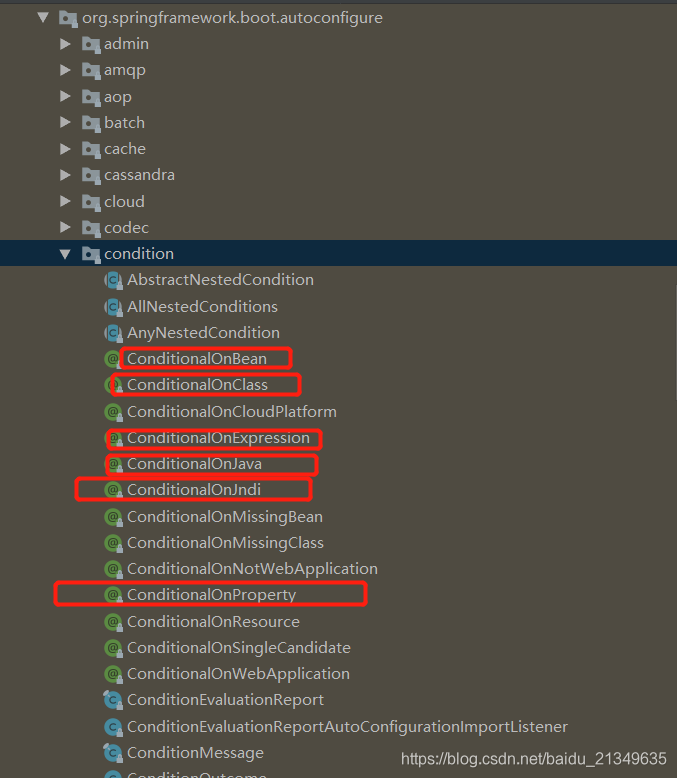 org.springframework.boot.autoconfigure
admin
amqp
aop
batch
cache
cassandra
cloud
codec
condition
AbstractNestedCondition
AllNestedConditions
AnyNestedCondition
ConditionalOnBean
ConditionalOnClass
ConditionalOnCloudPlatform
ConditionalOnExpression
ConditionalOnJava
ConditionalOnJndi
ConditionalOnMissingBean
ConditionalOnMissingClass
ConditionalOnNotWebApplication
ConditionalOnProperty
ConditionalOnResource
ConditionalOnSingleCandidate
ConditionalOnWebApplication
ConditionEvaluationReport
ConditionEvaluationReportAutoConfigurationImportListener
ConditionMessage
https://blog.csdn.net/baidu_21349635
ConditionOutcome